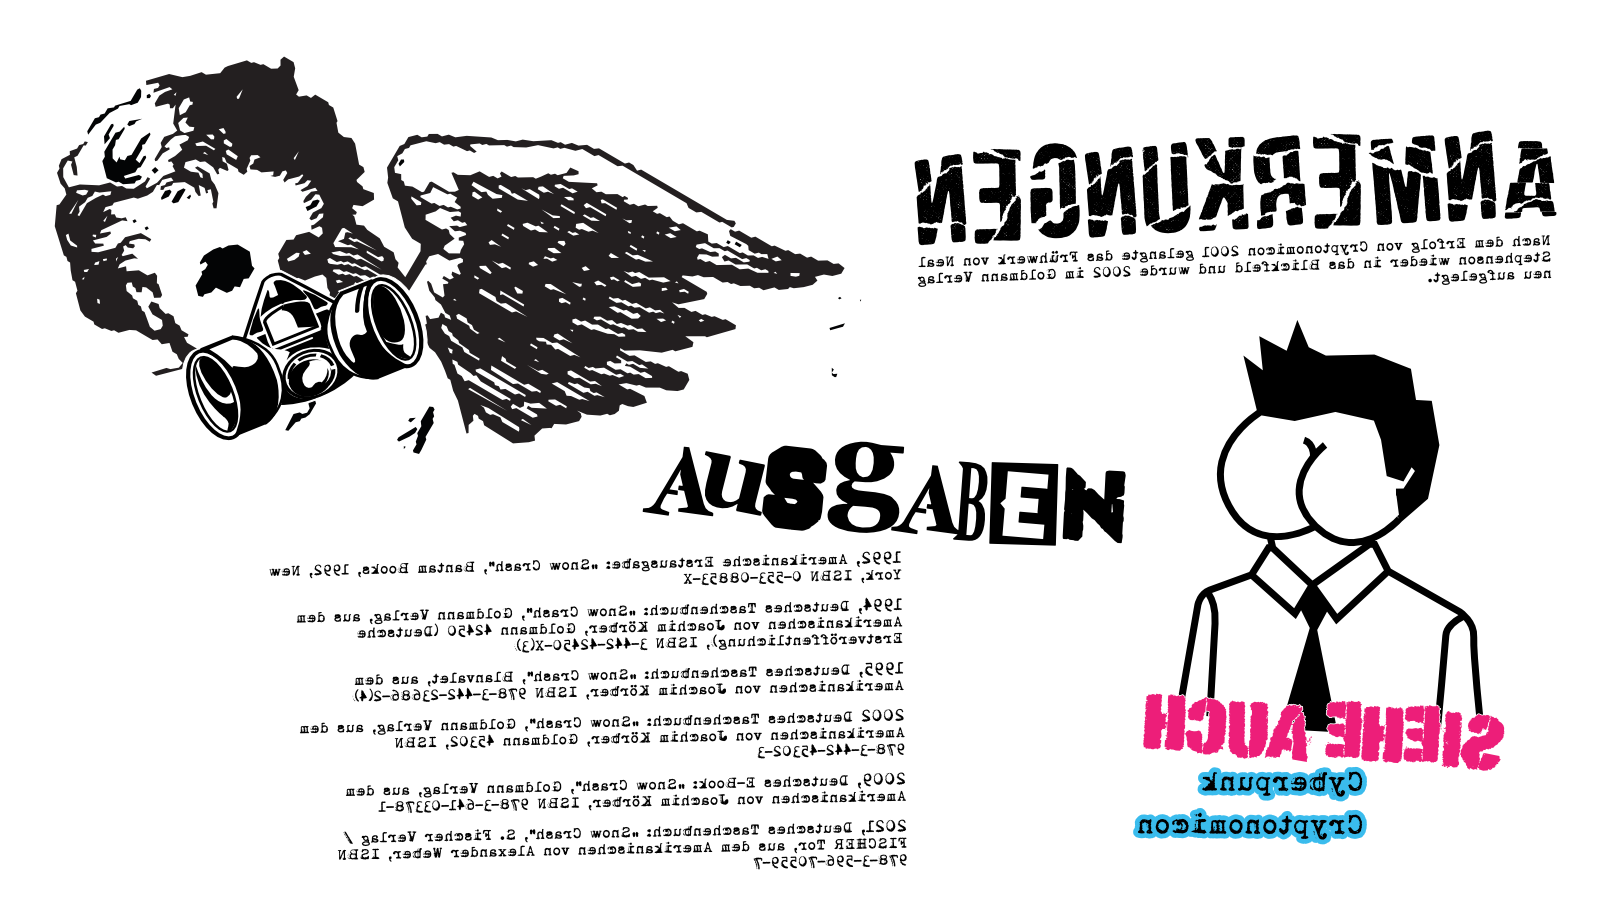 ANMERKUNGEN
Nach dem Erfolg von Cryptonomicon 2001 gelangte das Frühwerk von Neal
Stephenson wieder in das Blickfeld und wurde 2002 im Goldmann Verlag
neu aufgelegt.
AusgABEN
1992, Amerikanische Erstausgabe: "Snow Crash", Bantam Books, 1992, New
York, ISBN 0-553-08853-X
1994, Deutsches Taschenbuch: "Snow Crash", Goldmann Verlag, aus dem
Amerikanischen von Joachim Körber, Goldmann 42450 (Deutsche
Erstveröffentlichung), ISBN 3-442-42450-X(3)
1995, Deutsches Taschenbuch: "Snow Crash", Blanvalet, aus dem
Amerikanischen von Joachim Körber, ISBN 978-3-442-23686-2(4)
2002 Deutsches Taschenbuch: "Snow Crash", Goldmann Verlag, aus dem
Amerikanischen von Joachim Körber, Goldmann 45302, ISBN
978-3-442-45302-3
2009, Deutsches E-Book: "Snow Crash", Goldmann Verlag, aus dem
Amerikanischen von Joachim Körber, ISBN 978-3-641-03378-1
2021, Deutsches Taschenbuch: "Snow Crash", S. Fischer Verlag /
FISCHER Tor, aus dem Amerikanischen von Alexander Weber, ISBN
978-3-596-70559-7
SIEHE AUCH
Cyberpunk
Cryptonomicon